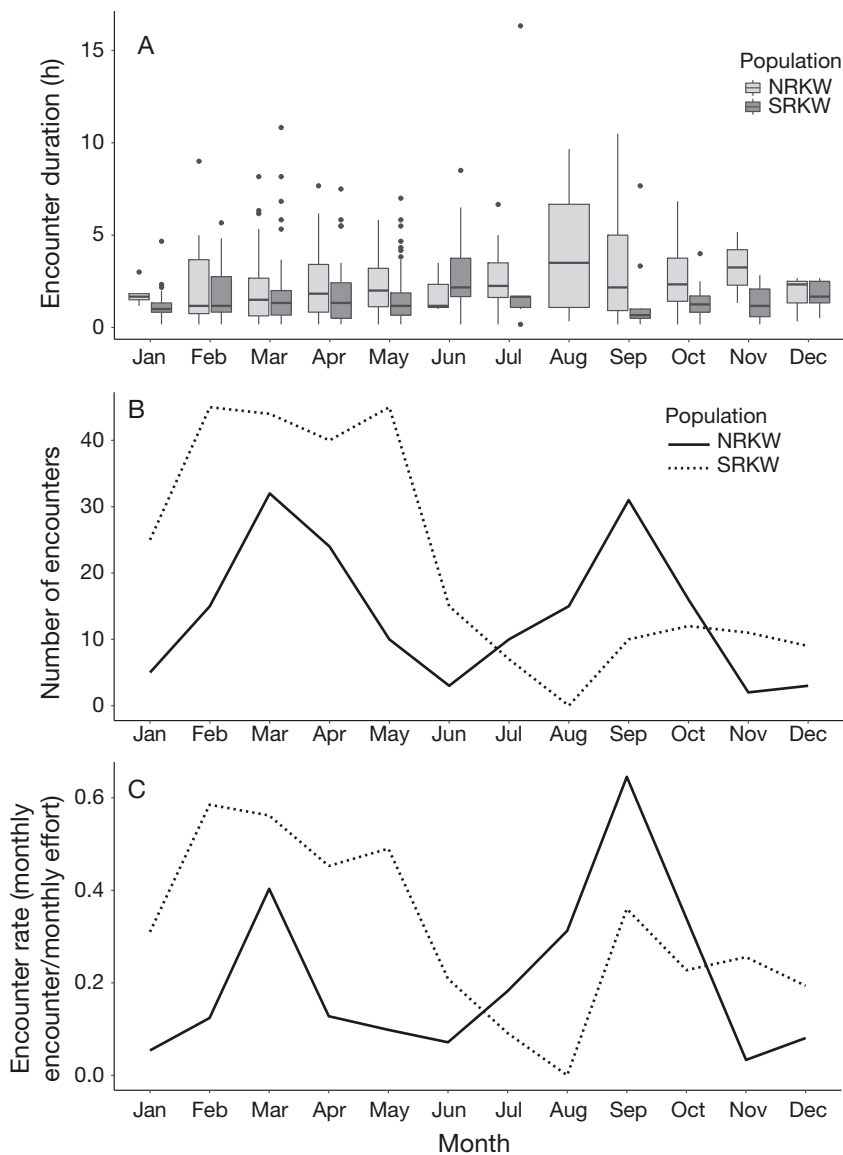 A
Encounter duration (h)
15
10
5
0
Population
NRKW
SRKW
Jan Feb Mar Apr May Jun Jul Aug Sep Oct Nov Dec
B
Number of encounters
40
30
20
10
0
Population
NRKW
SRKW
Jan Feb Mar Apr May Jun Jul Aug Sep Oct Nov Dec
C
Encounter rate (monthly
encounter/monthly effort)
0.6
0.4
0.2
0.0
Jan Feb Mar Apr May Jun Jul Aug Sep Oct Nov Dec
Month